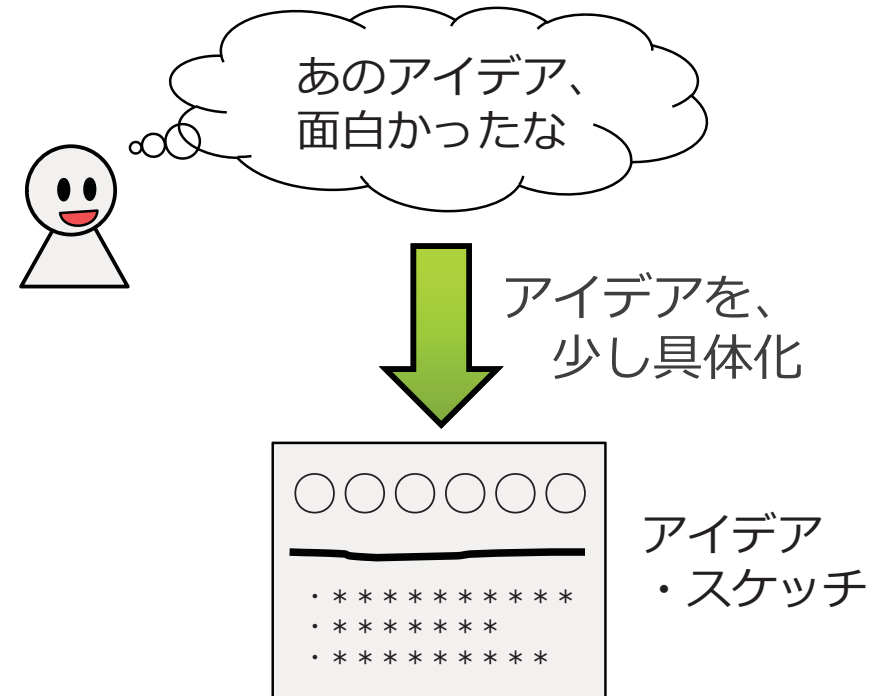 あのアイデア、
面白かったな
アイデアを、
少し具体化
○○○○○○
・**********
・*******
・*********
アイデア
・スケッチ